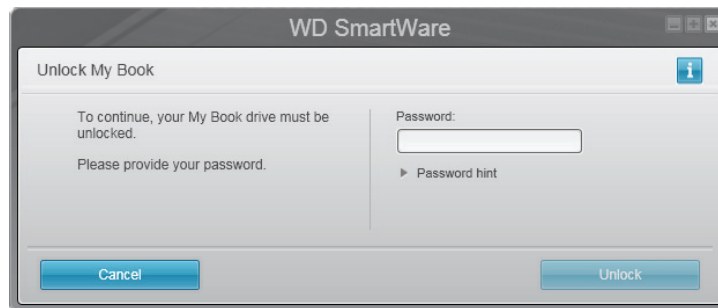 WD SmartWare
Unlock My Book
To continue, your My Book drive must be
unlocked.
Please provide your password.
Password:
Password hint
Cancel
Unlock